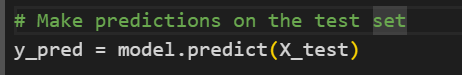 # Make predictions on the test set
y_pred = model.predict(X_test)